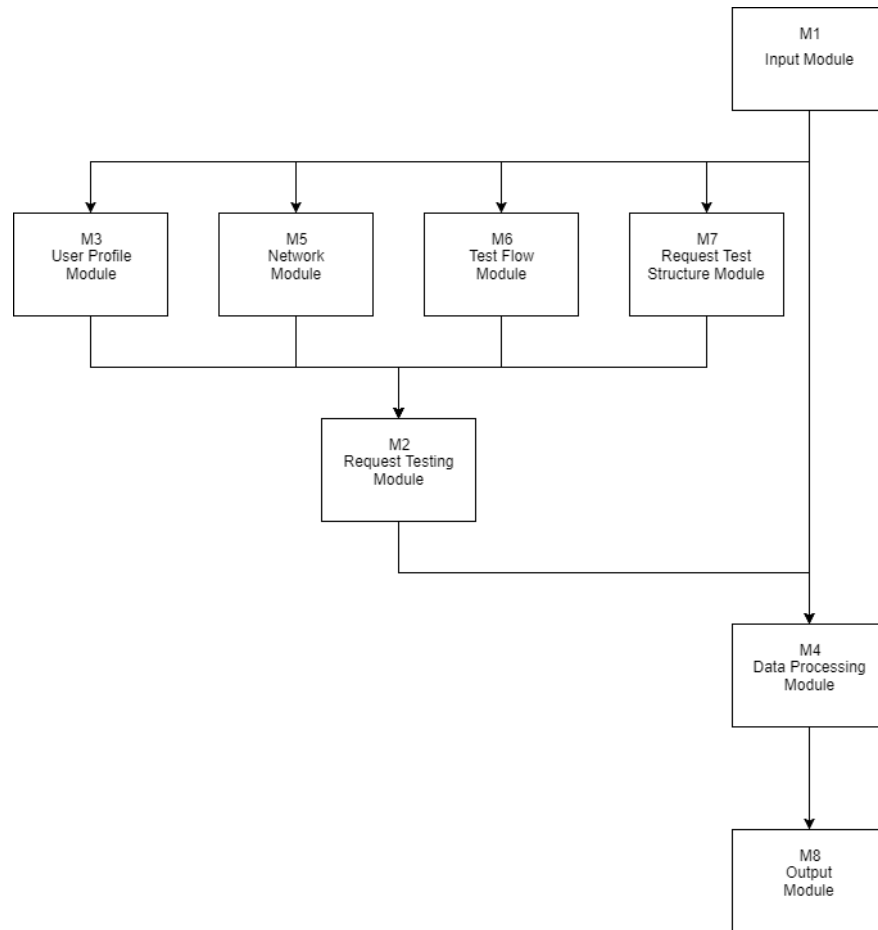 M1
Input Module
M3
User Profile
Module
M5
Network
Module
M6
Test Flow
Module
M7
Request Test
Structure Module
M2
Request Testing
Module
M4
Data Processing
Module
M8
Output
Module